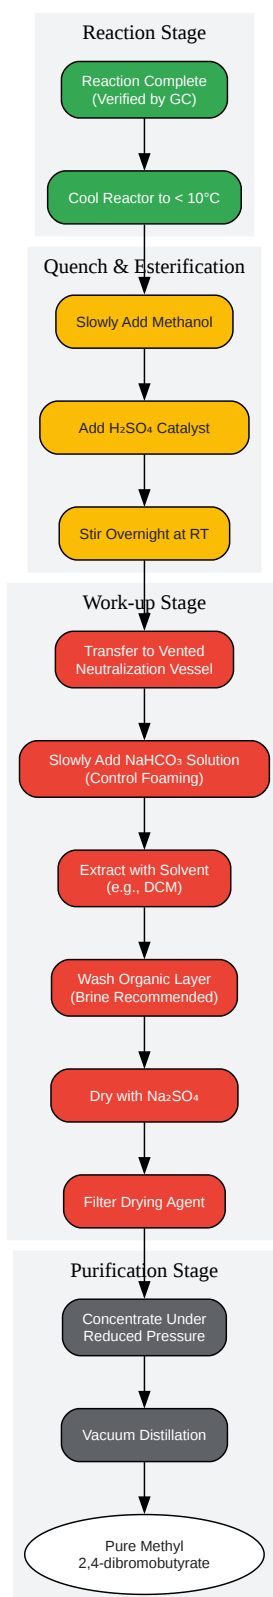 Reaction Stage
Reaction Complete
(Verified by GC)
Cool Reactor to < 10°C
Quench & Esterification
Slowly Add Methanol
Add H₂SO₄ Catalyst
Stir Overnight at RT
Work-up Stage
Transfer to Vented
Neutralization Vessel
Slowly Add NaHCO₃ Solution
(Control Foaming)
Extract with Solvent
(e.g., DCM)
Wash Organic Layer
(Brine Recommended)
Dry with Na₂SO₄
Filter Drying Agent
Purification Stage
Concentrate Under
Reduced Pressure
Vacuum Distillation
Pure Methyl
2,4-dibromobutyrate